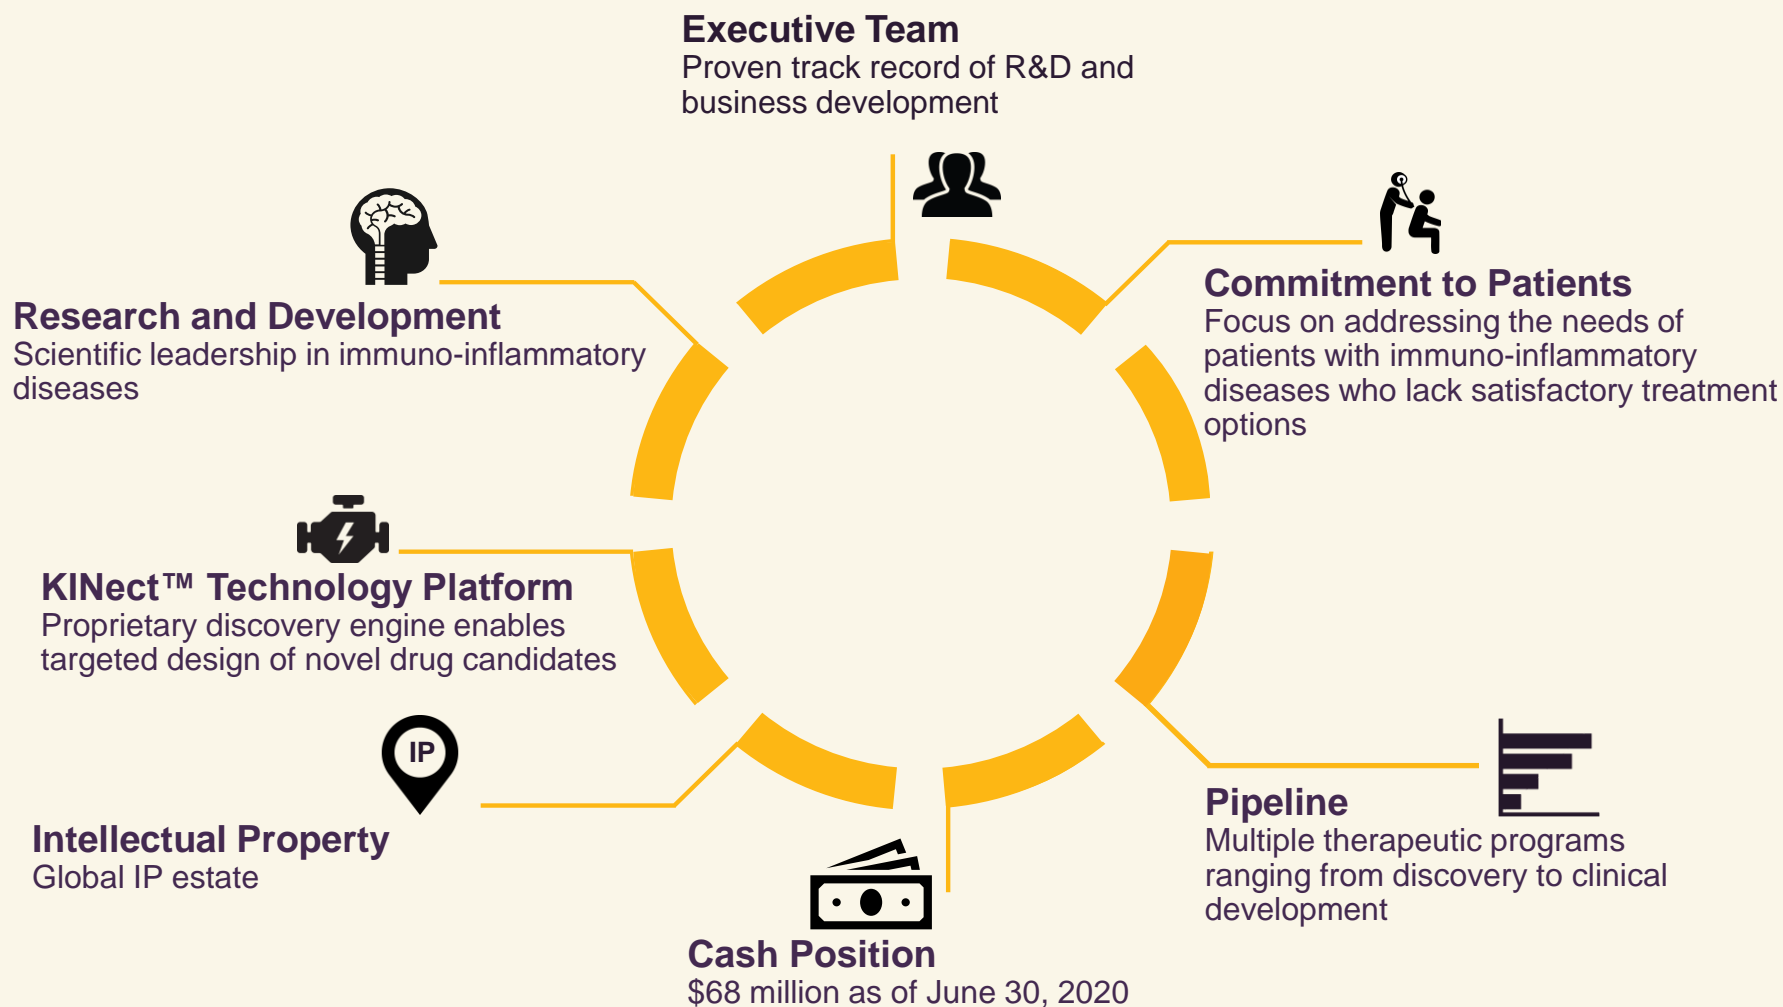 Executive Team
Proven track record of R&D and
business development
Commitment to Patients
Focus on addressing the needs of
patients with immuno-inflammatory
diseases who lack satisfactory treatment
options
Research and Development
Scientific leadership in immuno-inflammatory
diseases
KINect™ Technology Platform
Proprietary discovery engine enables
targeted design of novel drug candidates
IP
Intellectual Property
Global IP estate
Pipeline
Multiple therapeutic programs
ranging from discovery to clinical
development
Cash Position
$68 million as of June 30, 2020